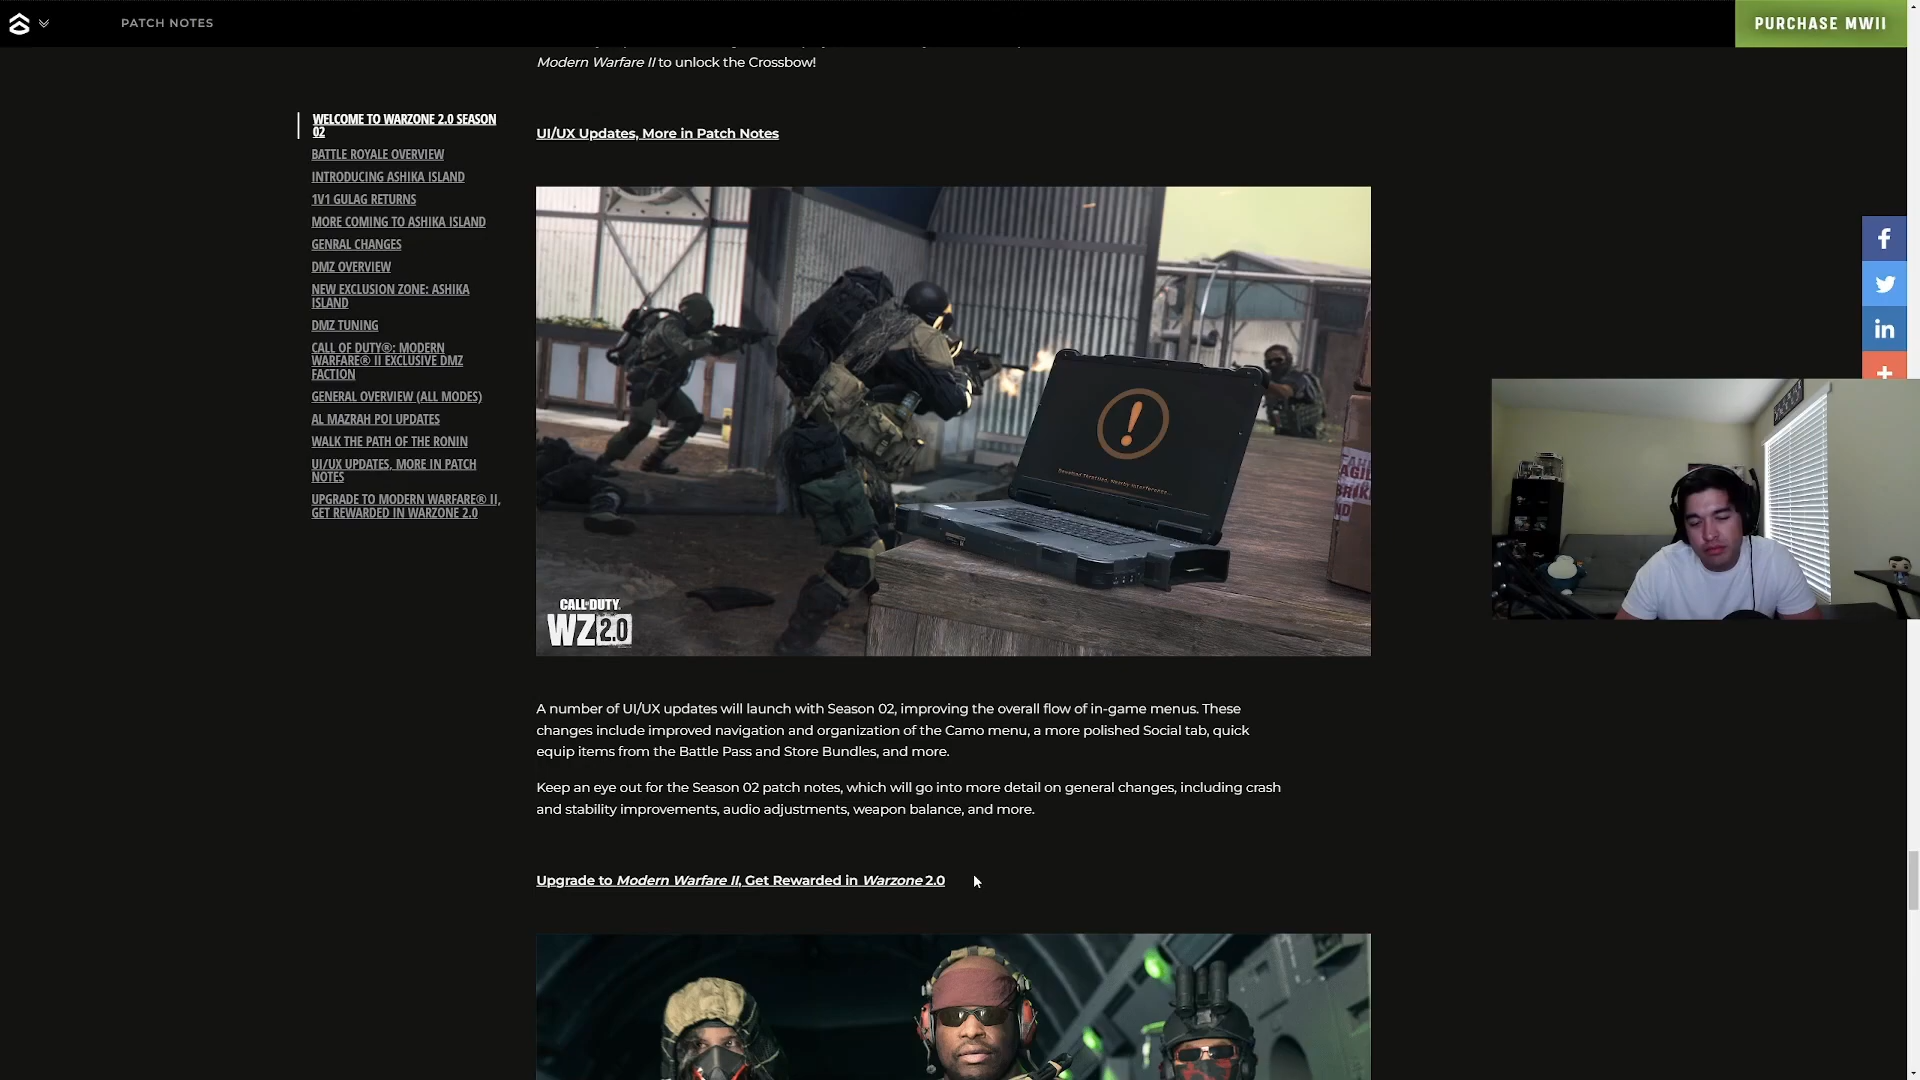 PATCH NOTES
PURCHASE MWII
Modern Warfare II to unlock the Crossbow!
WELCOME TO WARZONE 2.0 SEASON
02
BATTLE ROYALE OVERVIEW
INTRODUCING ASHIKA ISLAND
1V1 GULAG RETURNS
MORE COMING TO ASHIKA ISLAND
GENRAL CHANGES
DMZ OVERVIEW
NEW EXCLUSION ZONE: ASHIKA
ISLAND
DMZ TUNING
CALL OF DUTY®: MODERN
WARFARE® II EXCLUSIVE DMZ
FACTION
GENERAL OVERVIEW (ALL MODES)
AL MAZRAH POI UPDATES
WALK THE PATH OF THE RONIN
UI/UX UPDATES, MORE IN PATCH
NOTES
UPGRADE TO MODERN WARFARE® II,
GET REWARDED IN WARZONE 2.0
UI/UX Updates, More in Patch Notes
CALL OF DUTY
WZ 2.0
A number of UI/UX updates will launch with Season 02, improving the overall flow of in-game menus. These
changes include improved navigation and organization of the Camo menu, a more polished Social tab, quick
equip items from the Battle Pass and Store Bundles, and more.
Keep an eye out for the Season 02 patch notes, which will go into more detail on general changes, including crash
and stability improvements, audio adjustments, weapon balance, and more.
Upgrade to Modern Warfare II, Get Rewarded in Warzone 2.0